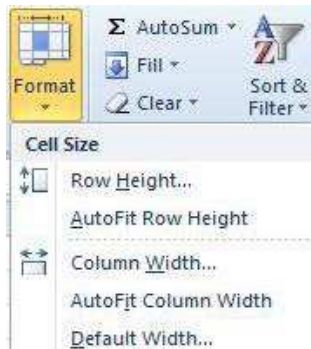 Format
Σ AutoSum
Fill
Clear
Sort &
Filter
Cell Size
Row Height...
AutoFit Row Height
Column Width...
AutoFit Column Width
Default Width...